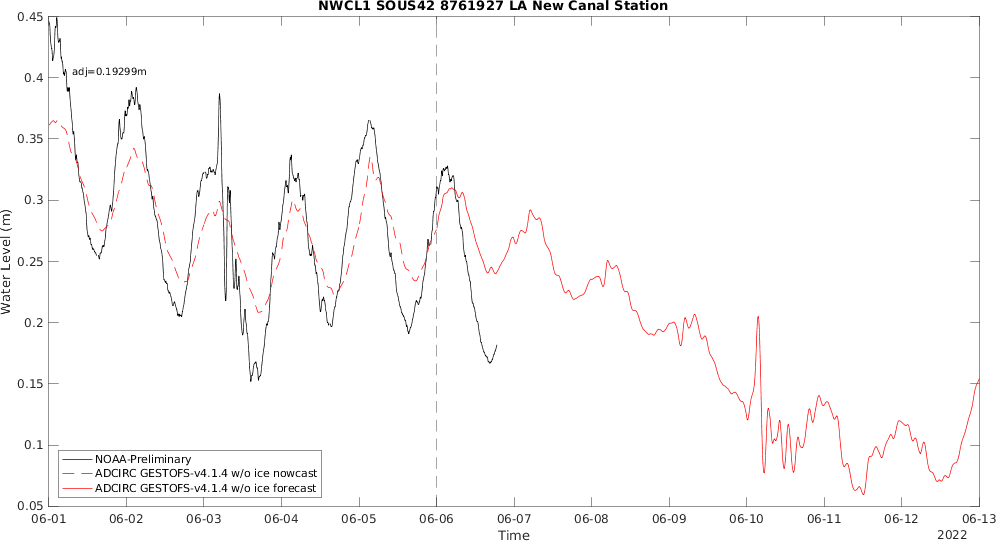 NWCL1 SOUS42 8761927 LA New Canal Station
0.45
adj=0.19299m
0.4
0.35
0.3
0.25
0.2
0.15
0.1
0.05
Water Level (m)
NOAA-Preliminary
ADCIRC GESTOFS-v4.1.4 w/o ice nowcast
ADCIRC GESTOFS-v4.1.4 w/o ice forecast
06-01 06-02 06-03 06-04 06-05 06-06 06-07 06-08 06-09 06-10 06-11 06-12 06-13
Time
2022